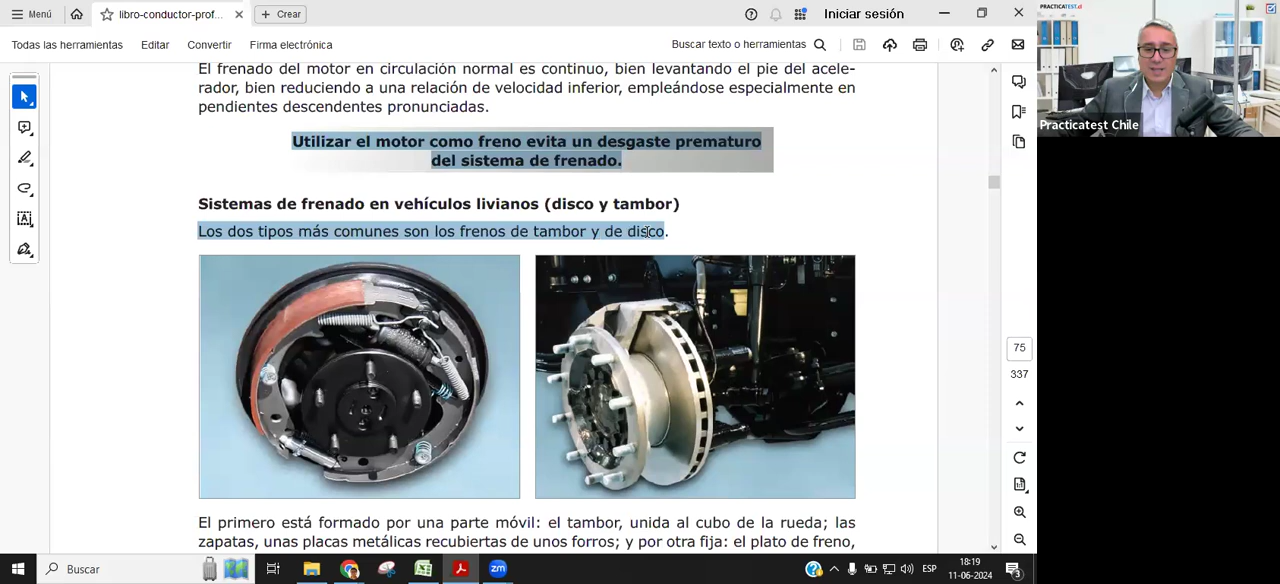 Menú
libro-conductor-prof...
Crear
Iniciar sesión
PRACTICATEST.cl
Todas las herramientas
Editar
Convertir
Firma electrónica
Buscar texto o herramientas
El frenado del motor en circulación normal es continuo, bien levantando el pie del acele-
rador, bien reduciendo a una relación de velocidad inferior, empleándose especialmente en
pendientes descendentes pronunciadas.
Practicatest Chile
Utilizar el motor como freno evita un desgaste prematuro
del sistema de frenado.
Sistemas de frenado en vehículos livianos (disco y tambor)
Los dos tipos más comunes son los frenos de tambor y de disco.
75
337
El primero está formado por una parte móvil: el tambor, unida al cubo de la rueda; las
zapatas, unas placas metálicas recubiertas de unos forros; y por otra fija: el plato de freno,
Buscar
zm
ESP
18:19
11-06-2024
3